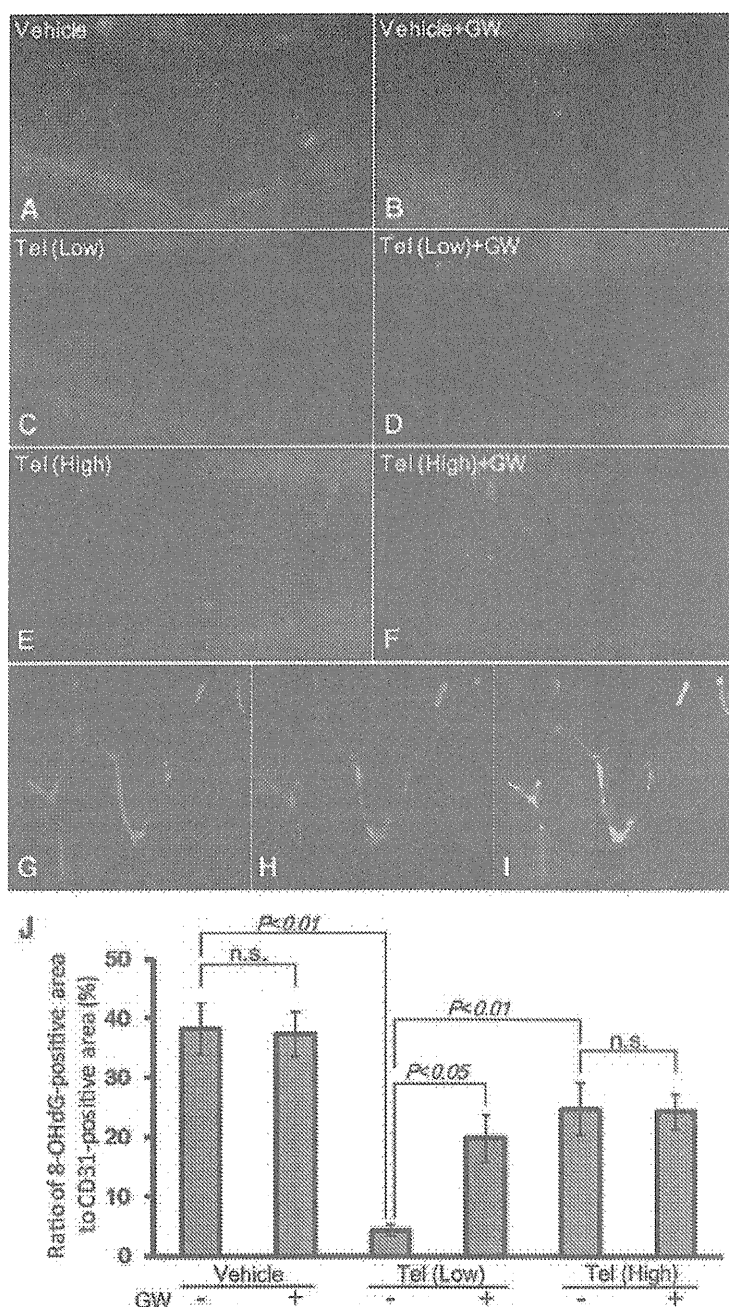 Vehicle
Vehicle+GW
A
B
Tel (Low)
Tel (Low)+GW
C
D
Tel (High)
Tel (High)+GW
E
F
G
H
I
J
Ratio of 8-OHdG-positive area
to CD31-positive area (%)
50
40
30
20
10
0
P<0.01
n.s.
P<0.01
P<0.05
n.s.
Vehicle
Tel (Low)
Tel (High)
GW - + - + - +